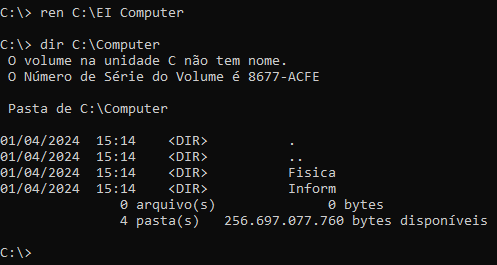 C:\> ren C:\EI Computer
C:\> dir C:\Computer
O volume na unidade C não tem nome.
O Número de Série do Volume é 8677-ACFE
Pasta de C:\Computer
01/04/2024  15:14    <DIR>          .
01/04/2024  15:14    <DIR>          ..
01/04/2024  15:14    <DIR>          Fisica
01/04/2024  15:14    <DIR>          Inform
0 arquivo(s)              0 bytes
4 pasta(s)   256.697.077.760 bytes disponíveis
C:\>